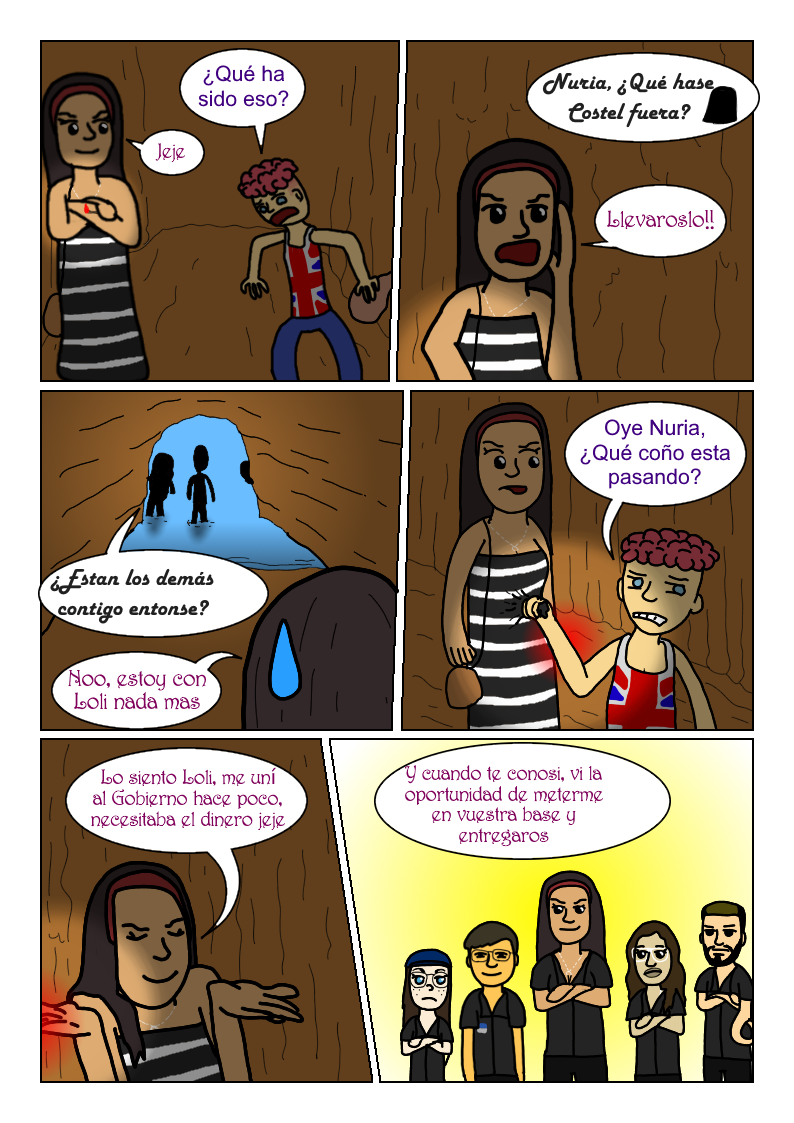 ¿Qué ha
sido eso?
Jeje
Nuria, ¿Qué hase
Costel fuera?
Llevaroslo!!
¿Estan los demás
contigo entonse?
Noo, estoy con
Loli nada mas
Oye Nuria,
¿Qué coño esta
pasando?
Lo siento Loli, me uní
al Gobierno hace poco,
necesitaba el dinero jeje
Y cuando te conosi, vi la
oportunidad de meterme
en vuestra base y
entregaros